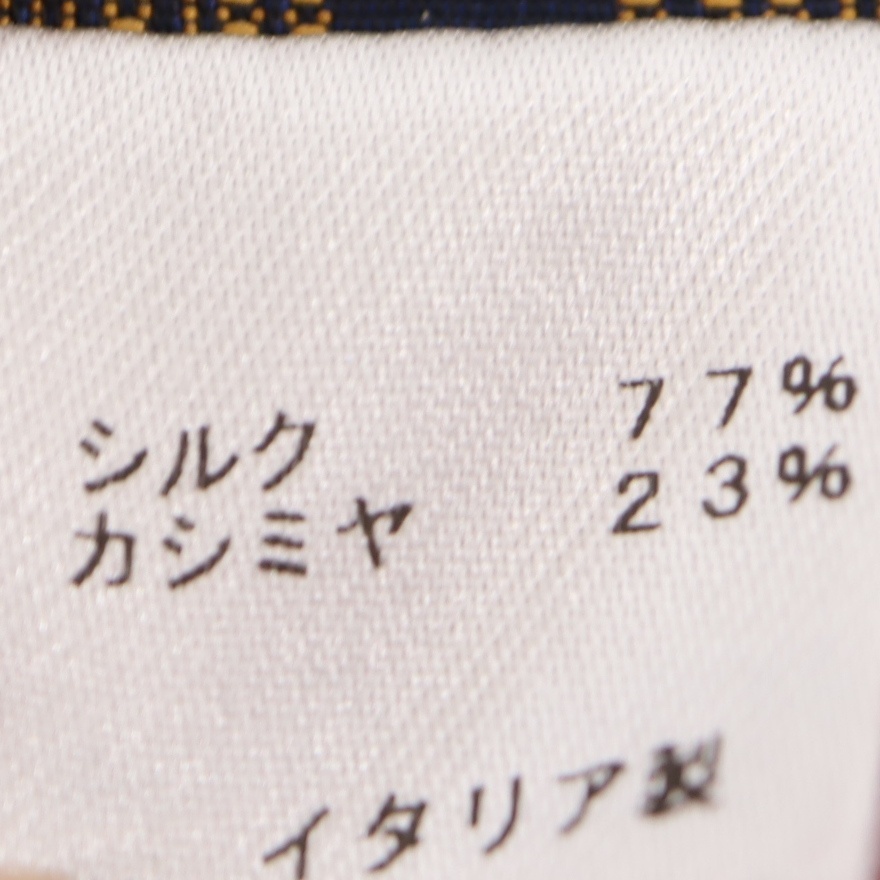 シルク 77%
カシミヤ 23%
イタリア製